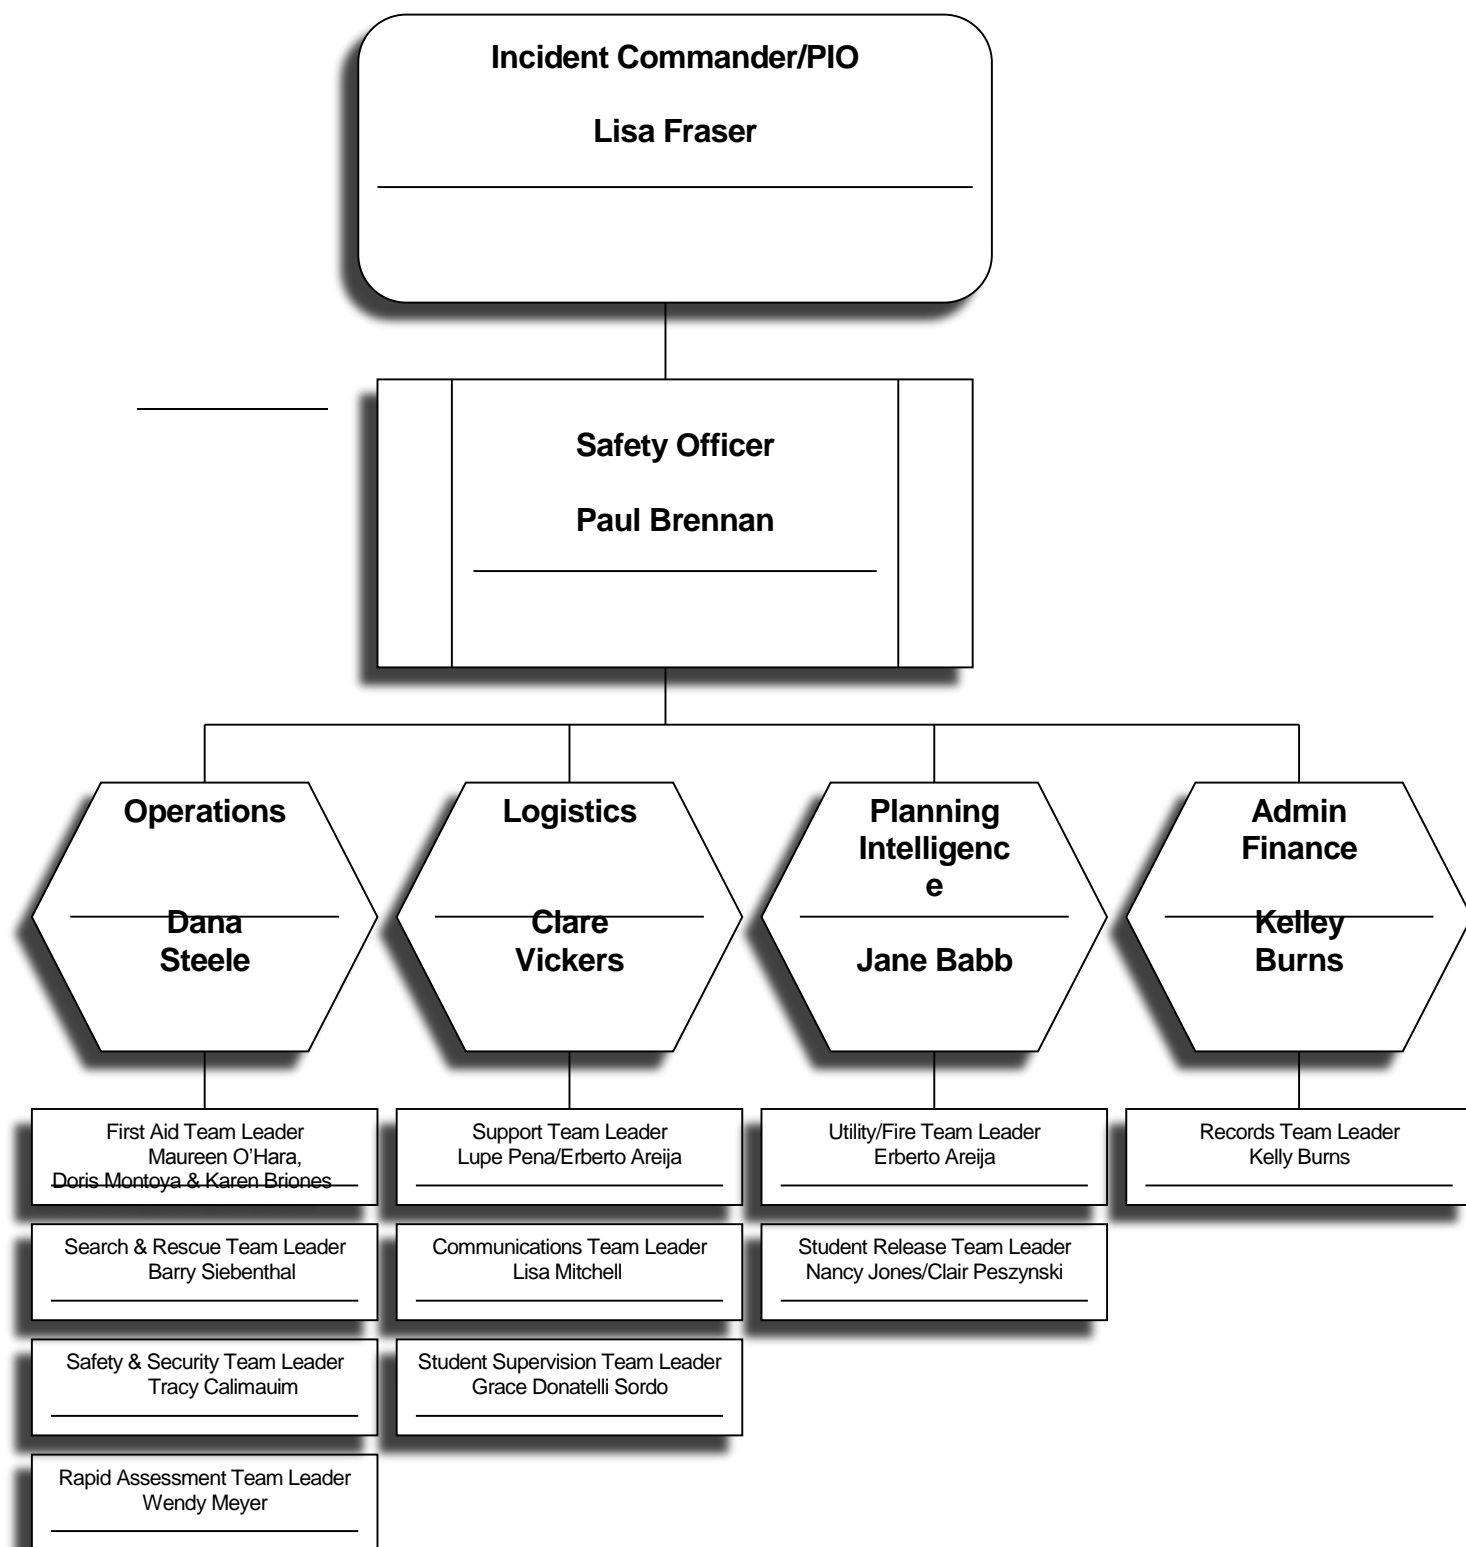 Incident Commander/PIO
Lisa Fraser
Safety Officer
Paul Brennan
Operations
Dana
Steele
Logistics
Clare
Vickers
Planning
Intelligenc
e
Jane Babb
Admin
Finance
Kelley
Burns
First Aid Team Leader
Maureen O’Hara,
Doris Montoya & Karen Briones
Search & Rescue Team Leader
Barry Siebenthal
Safety & Security Team Leader
Tracy Calimauim
Rapid Assessment Team Leader
Wendy Meyer
Support Team Leader
Lupe Pena/Erberto Areija
Communications Team Leader
Lisa Mitchell
Student Supervision Team Leader
Grace Donatelli Sordo
Utility/Fire Team Leader
Erberto Areija
Student Release Team Leader
Nancy Jones/Clair Peszynski
Records Team Leader
Kelly Burns